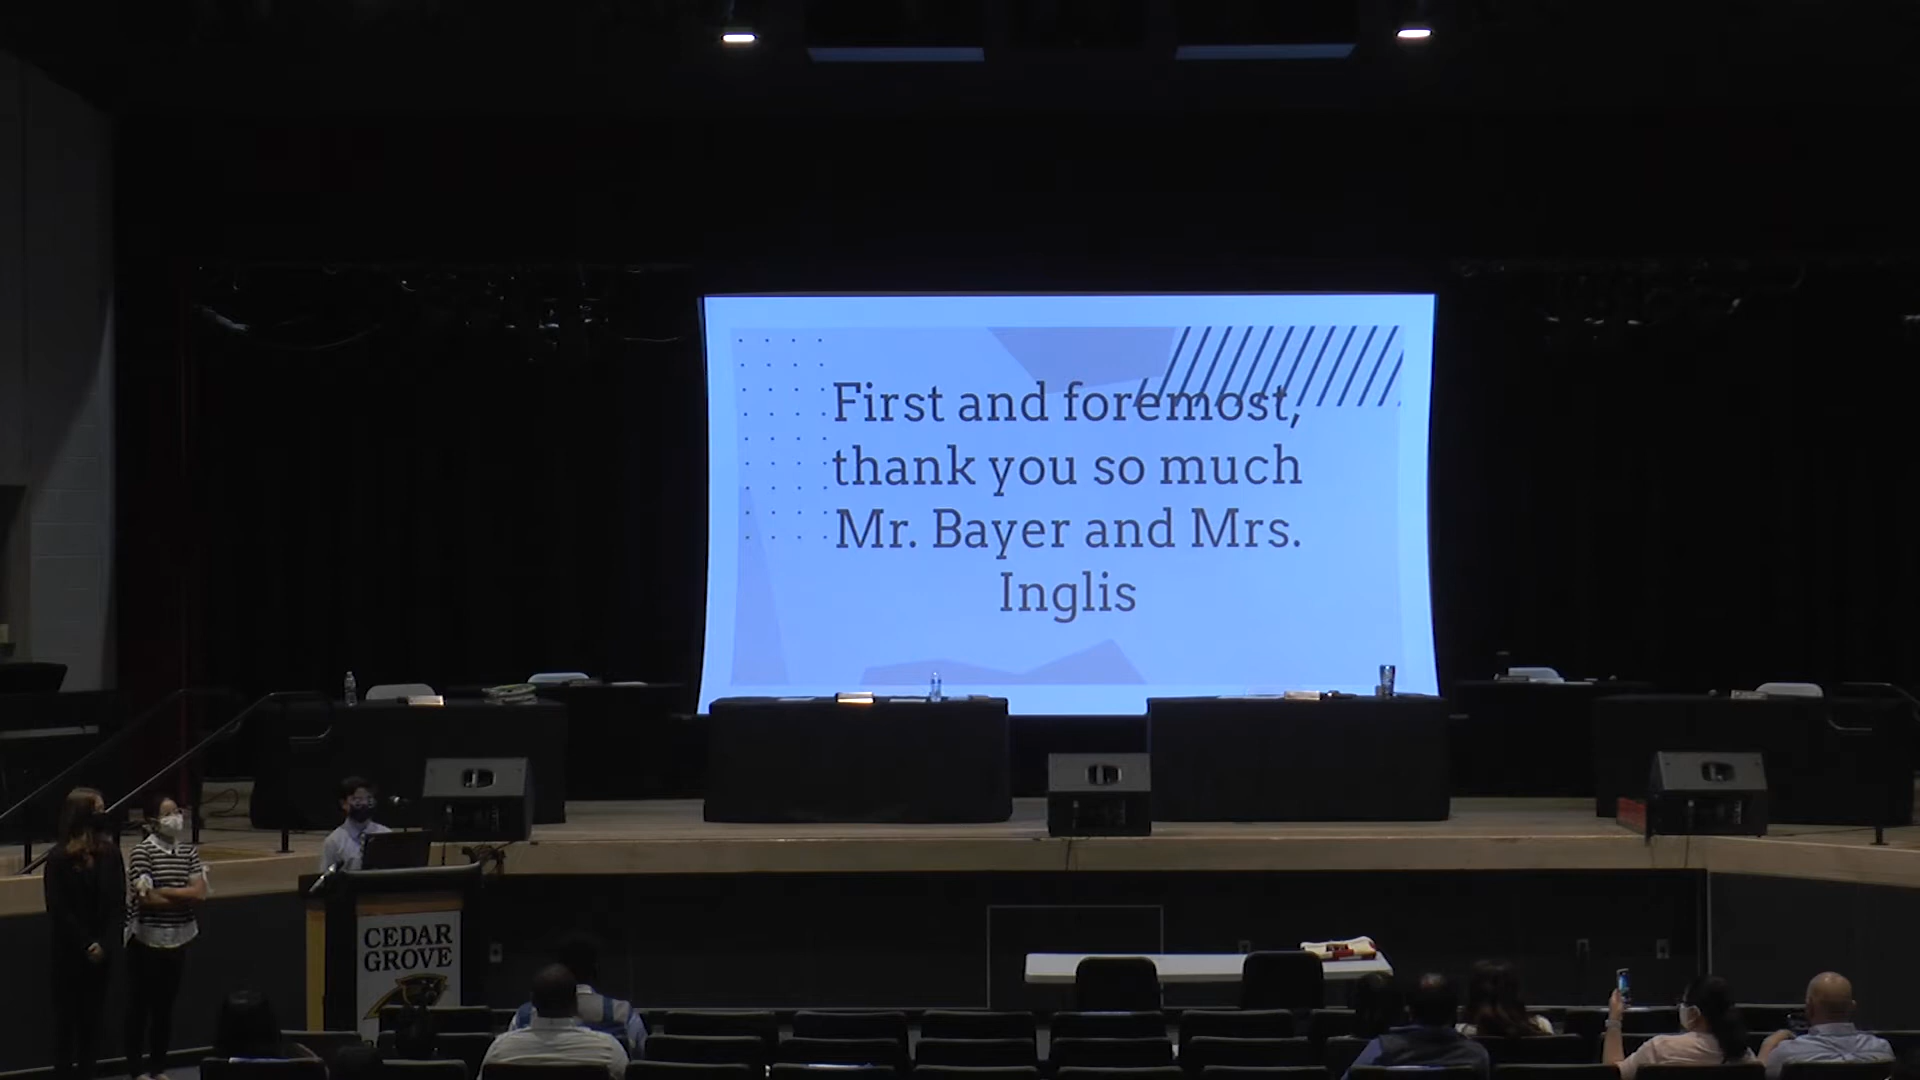 First and foremost,
thank you so much
Mr. Bayer and Mrs.
Inglis
CEDAR
GROVE